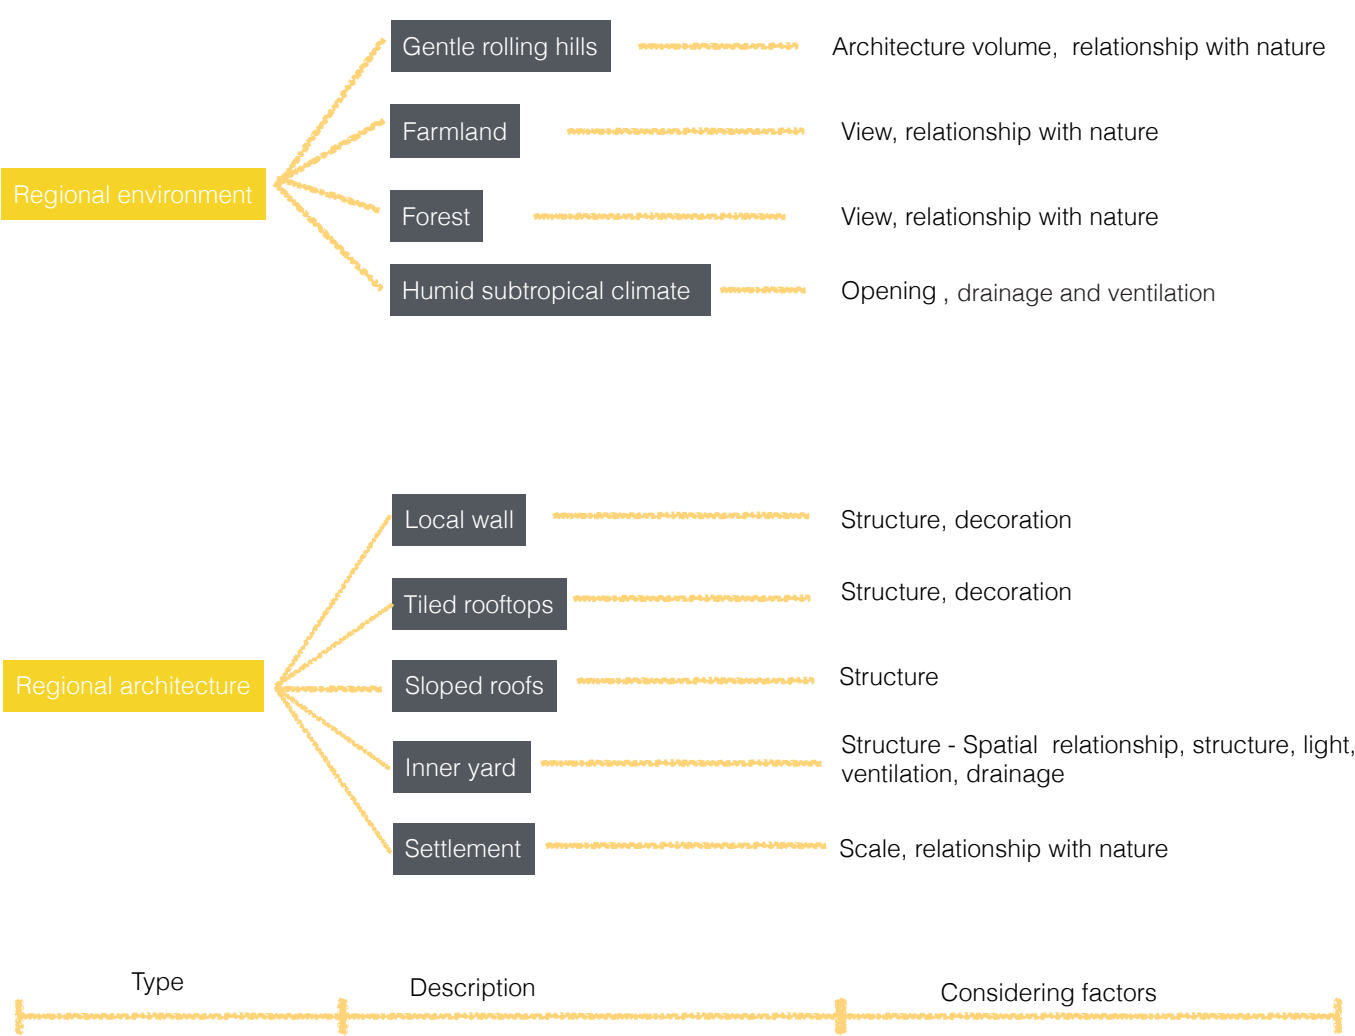 Regional environment
Gentle rolling hills
Architecture volume, relationship with nature
Farmland
View, relationship with nature
Forest
View, relationship with nature
Humid subtropical climate
Opening , drainage and ventilation
Regional architecture
Local wall
Structure, decoration
Tiled rooftops
Structure, decoration
Sloped roofs
Structure
Inner yard
Structure - Spatial relationship, structure, light,
ventilation, drainage
Settlement
Scale, relationship with nature
Type
Description
Considering factors